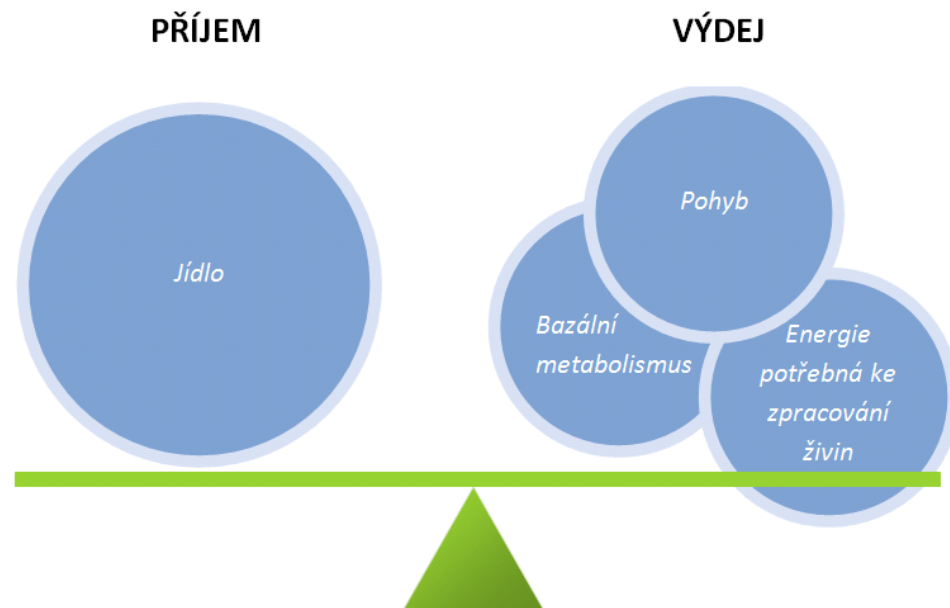 PŘÍJEM
VÝDEJ
Jídlo
Pohyb
Bazální
metabolismus
Energie
potřebná ke
zpracování
živin